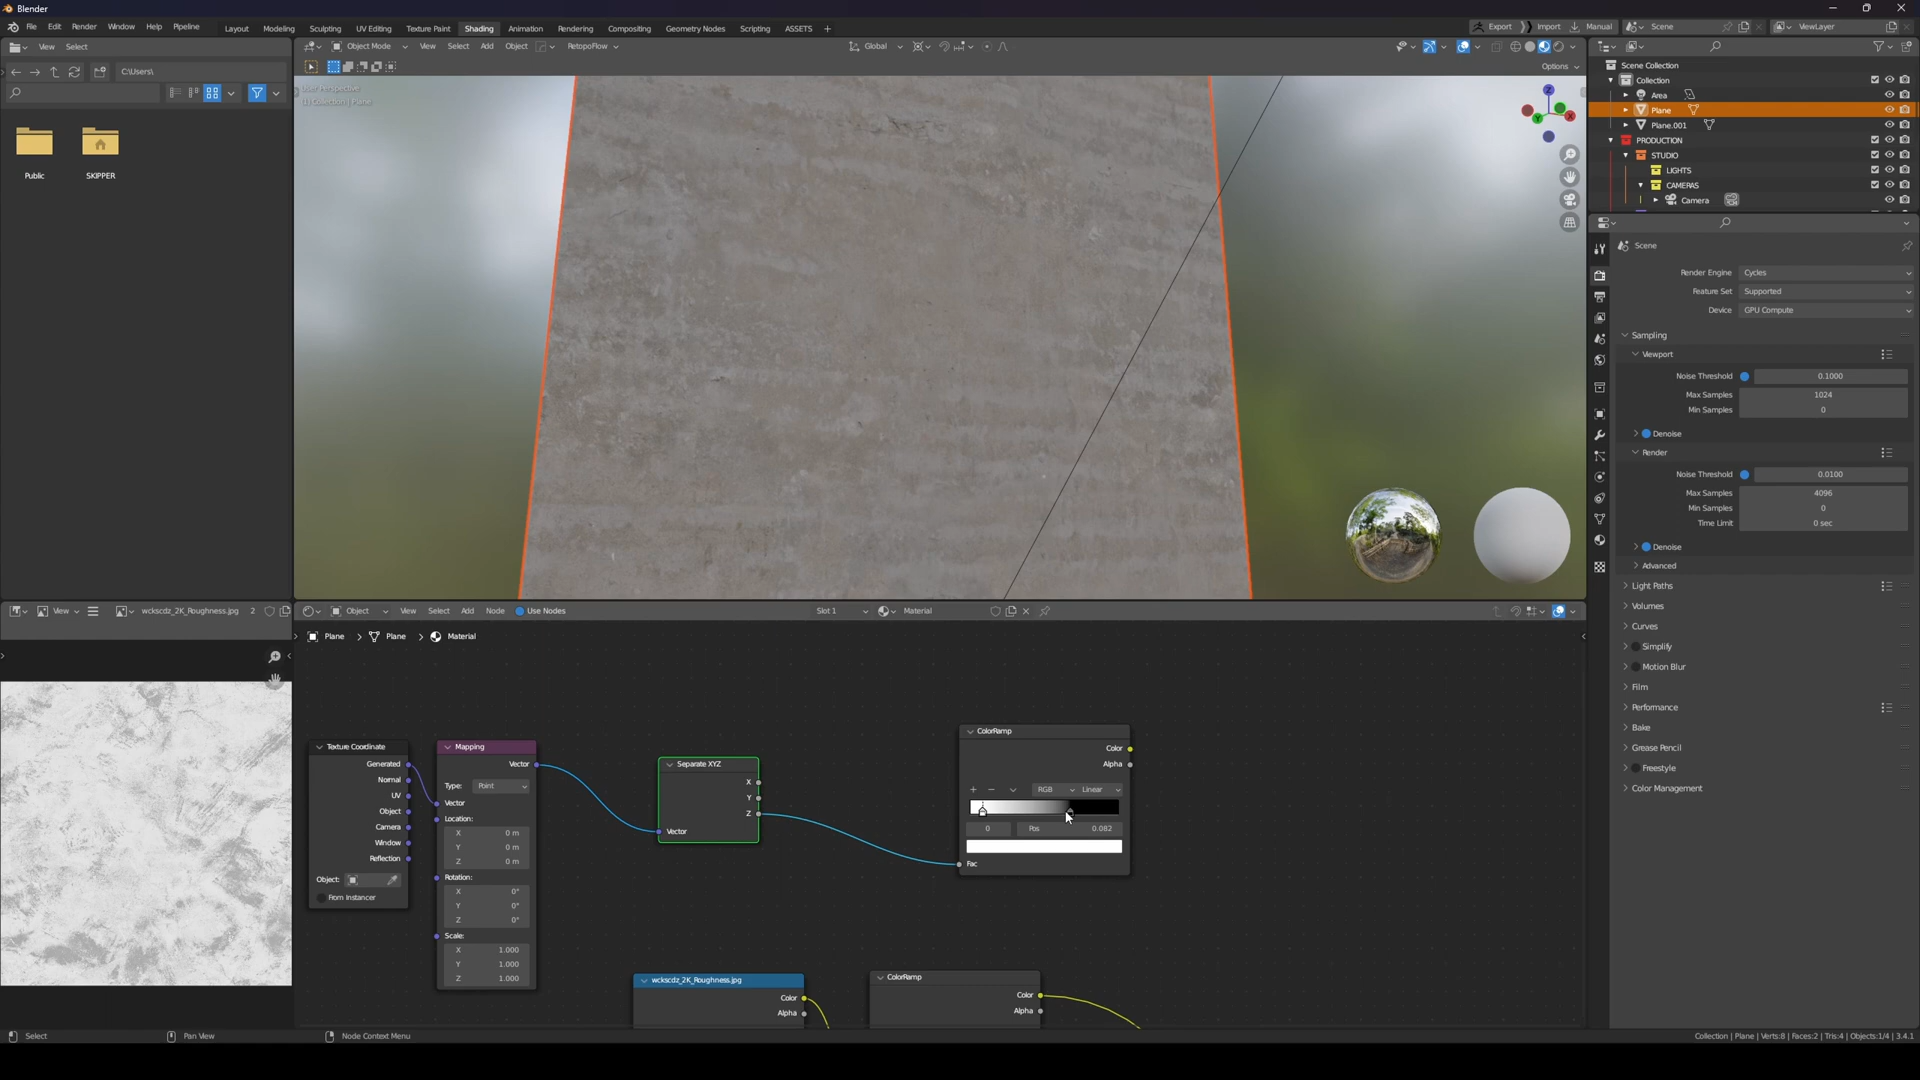 Blender
File Edit Render Window Help Pipeline
Layout Modeling Sculpting UV Editing Texture Paint Shading Animation Rendering Compositing Geometry Nodes Scripting ASSETS +
Export Import Manual Scene ViewLayer
View Select
Object Mode View Select Add Object RetopoFlow Global
C:\Users\
Options
Public SKIPPER
User Perspective
(1) Collection | Plane
Z
Y
X
Scene Collection
Collection
Area
Plane
Plane.001
PRODUCTION
STUDIO
LIGHTS
CAMERAS
Camera
Scene
Render Engine Cycles
Feature Set Supported
Device GPU Compute
Sampling
Viewport
Noise Threshold 0.1000
Max Samples 1024
Min Samples 0
Denoise
Render
Noise Threshold 0.0100
Max Samples 4096
Min Samples 0
Time Limit 0 sec
Denoise
Advanced
Light Paths
Volumes
Curves
Simplify
Motion Blur
Film
Performance
Bake
Grease Pencil
Freestyle
Color Management
View wckscdz_2K_Roughness.jpg 2
Object View Select Add Node Use Nodes Slot 1 Material
Plane > Plane > Material
Texture Coordinate
Generated
Normal
UV
Object
Camera
Window
Reflection
Object:
From Instancer
Mapping
Vector
Type: Point
Vector
Location:
X 0 m
Y 0 m
Z 0 m
Rotation:
X 0°
Y 0°
Z 0°
Scale:
X 1.000
Y 1.000
Z 1.000
Separate XYZ
X
Y
Z
Vector
ColorRamp
Color
Alpha
RGB Linear
0 Pos 0.082
Fac
wckscdz_2K_Roughness.jpg
Color
Alpha
ColorRamp
Color
Alpha
Select Pan View Node Context Menu
Collection | Plane | Verts:8 | Faces:2 | Tris:4 | Objects:1/4 | 3.4.1